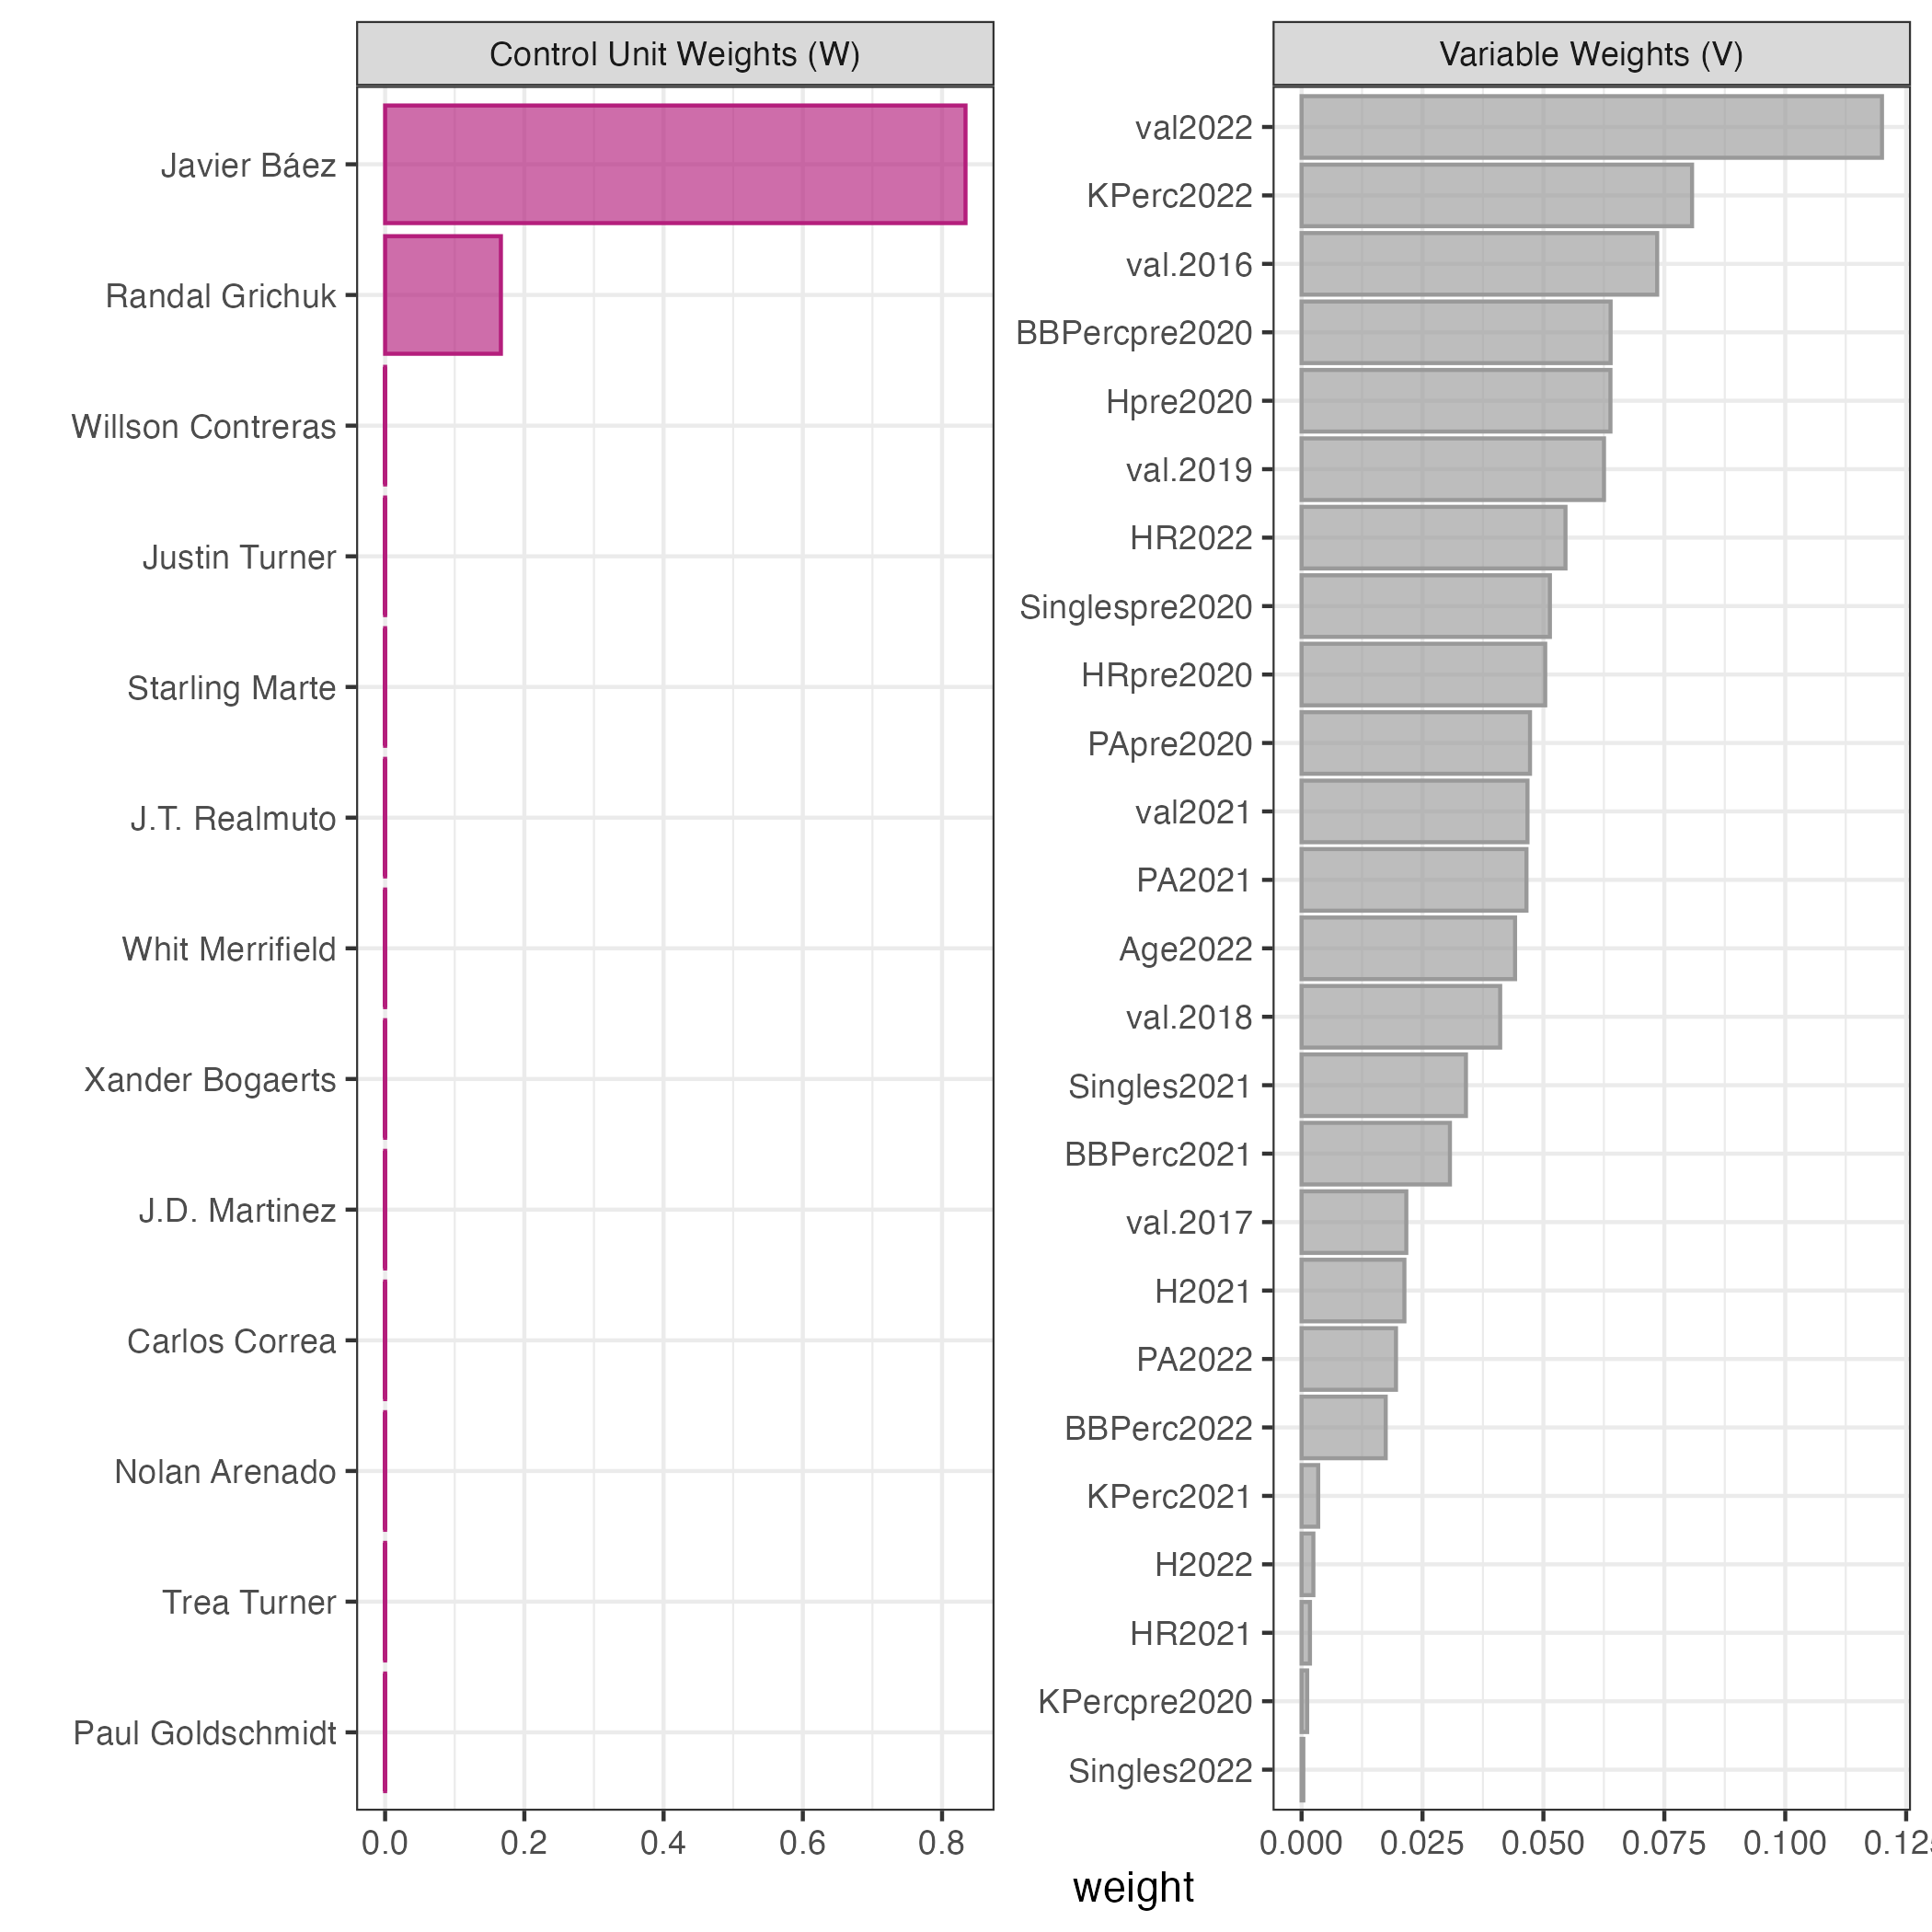 Control Unit Weights (W)
Javier Báez
Randal Grichuk
Willson Contreras
Justin Turner
Starling Marte
J.T. Realmuto
Whit Merrifield
Xander Bogaerts
J.D. Martinez
Carlos Correa
Nolan Arenado
Trea Turner
Paul Goldschmidt
0.0 0.2 0.4 0.6 0.8
Variable Weights (V)
val2022
KPerc2022
val.2016
BBPercpre2020
Hpre2020
val.2019
HR2022
Singlespre2020
HRpre2020
PApre2020
val2021
PA2021
Age2022
val.2018
Singles2021
BBPerc2021
val.2017
H2021
PA2022
BBPerc2022
KPerc2021
H2022
HR2021
KPercpre2020
Singles2022
0.000 0.025 0.050 0.075 0.100
weight